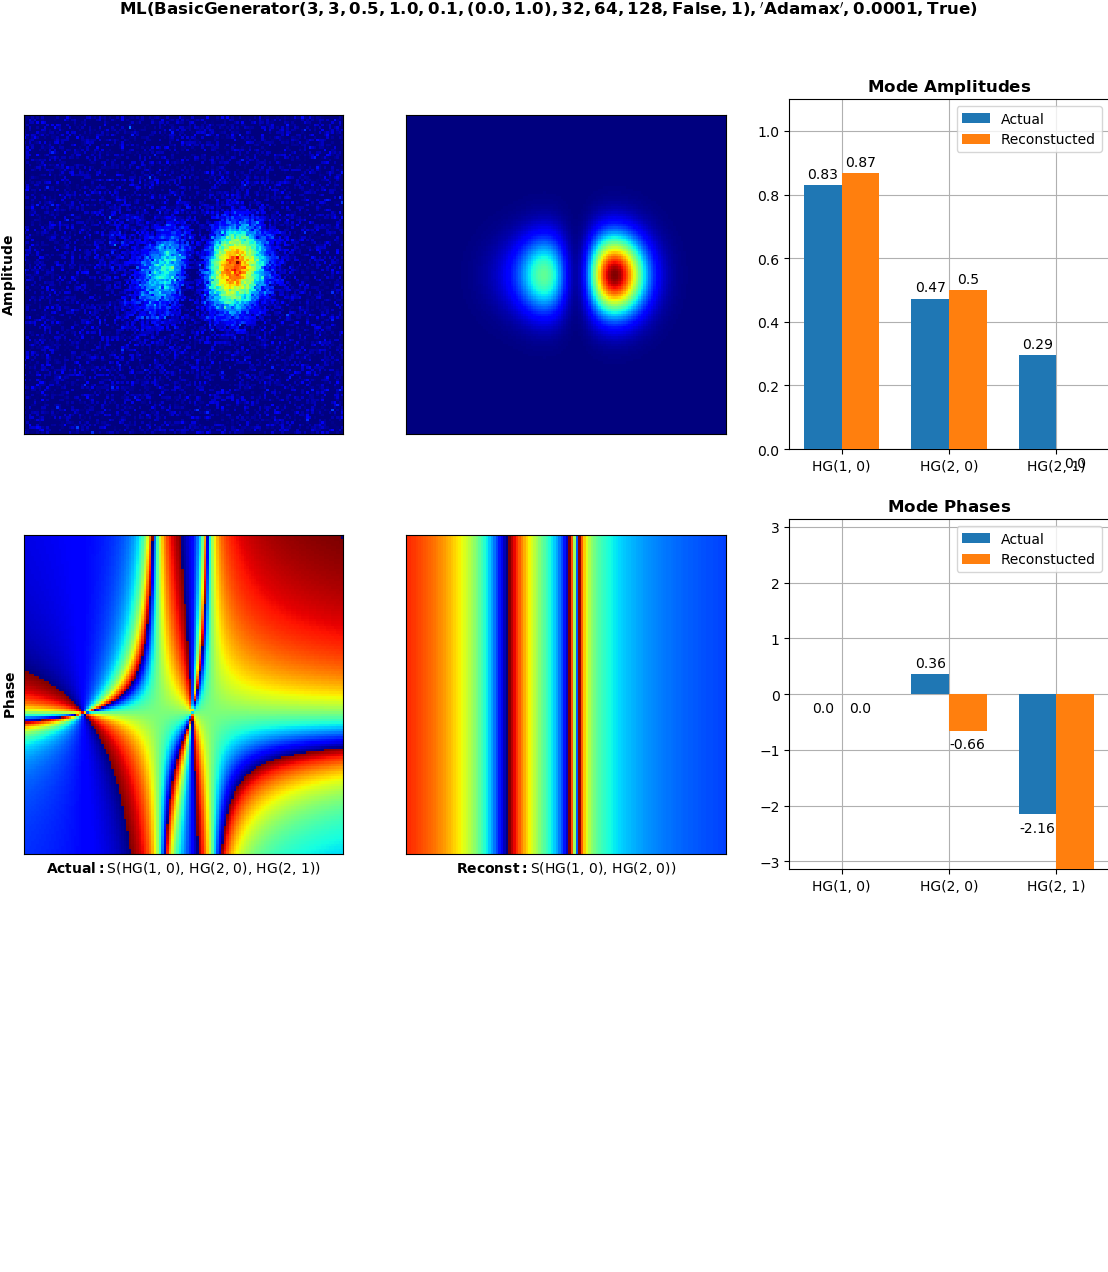 ML(BasicGenerator(3, 3, 0.5, 1.0, 0.1, (0.0, 1.0), 32, 64, 128, False, 1), ′Adamax′, 0.0001, True)
Amplitude
Mode Amplitudes
Actual
Reconstucted
1.0
0.8
0.6
0.4
0.2
0.0
0.83
0.87
0.47
0.5
0.29
0.0
HG(1, 0)
HG(2, 0)
HG(2, 1)
Phase
Actual: S(HG(1, 0), HG(2, 0), HG(2, 1))
Reconst: S(HG(1, 0), HG(2, 0))
Mode Phases
Actual
Reconstucted
3
2
1
0
−1
−2
−3
0.0
0.0
0.36
-0.66
-2.16
HG(1, 0)
HG(2, 0)
HG(2, 1)